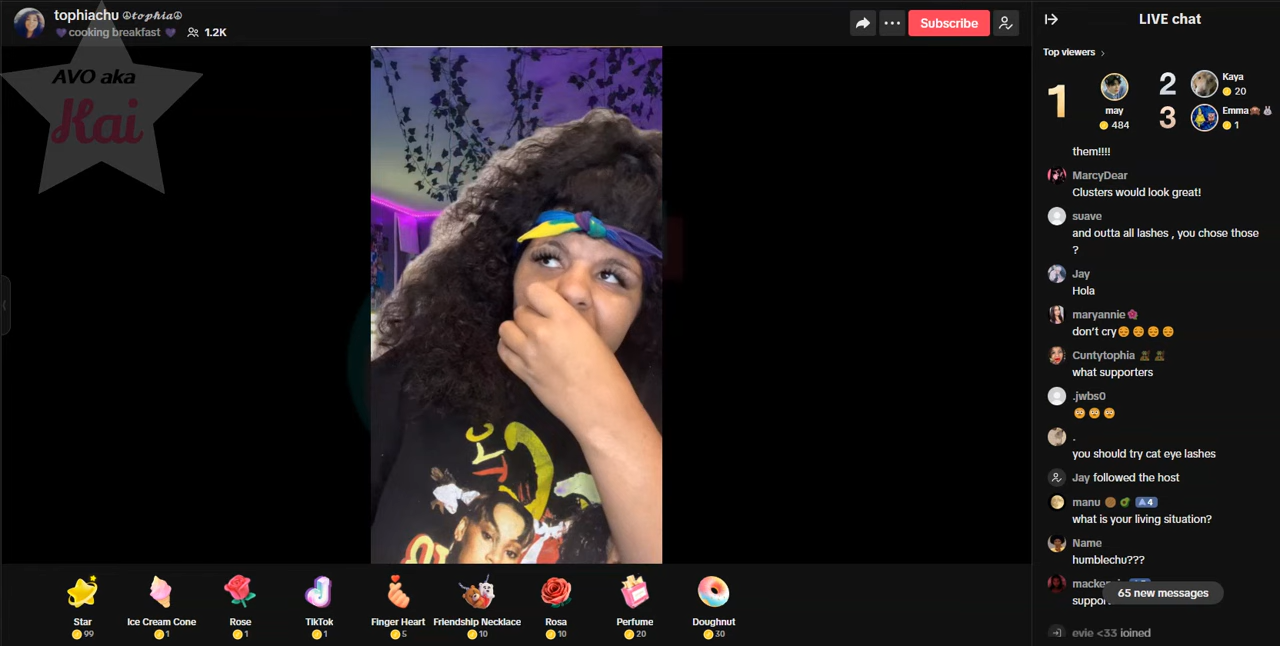 tophiachu ☮𝓽𝓸𝓹𝓱𝓲𝓪☮
💜cooking breakfast 💜 1.2K
Subscribe
AVO aka
Kai
LIVE chat
Top viewers ›
1 may 484
2 Kaya 20
3 Emma 1
them!!!!
MarcyDear
Clusters would look great!
suave
and outta all lashes , you chose those
?
Jay
Hola
maryannie
don't cry
Cuntytophia
what supporters
.jwbs0
.
you should try cat eye lashes
Jay followed the host
manu 4
what is your living situation?
Name
humblechu???
65 new messages
evie <33 joined
Star
99
Ice Cream Cone
1
Rose
1
TikTok
1
Finger Heart
5
Friendship Necklace
10
Rosa
10
Perfume
20
Doughnut
30